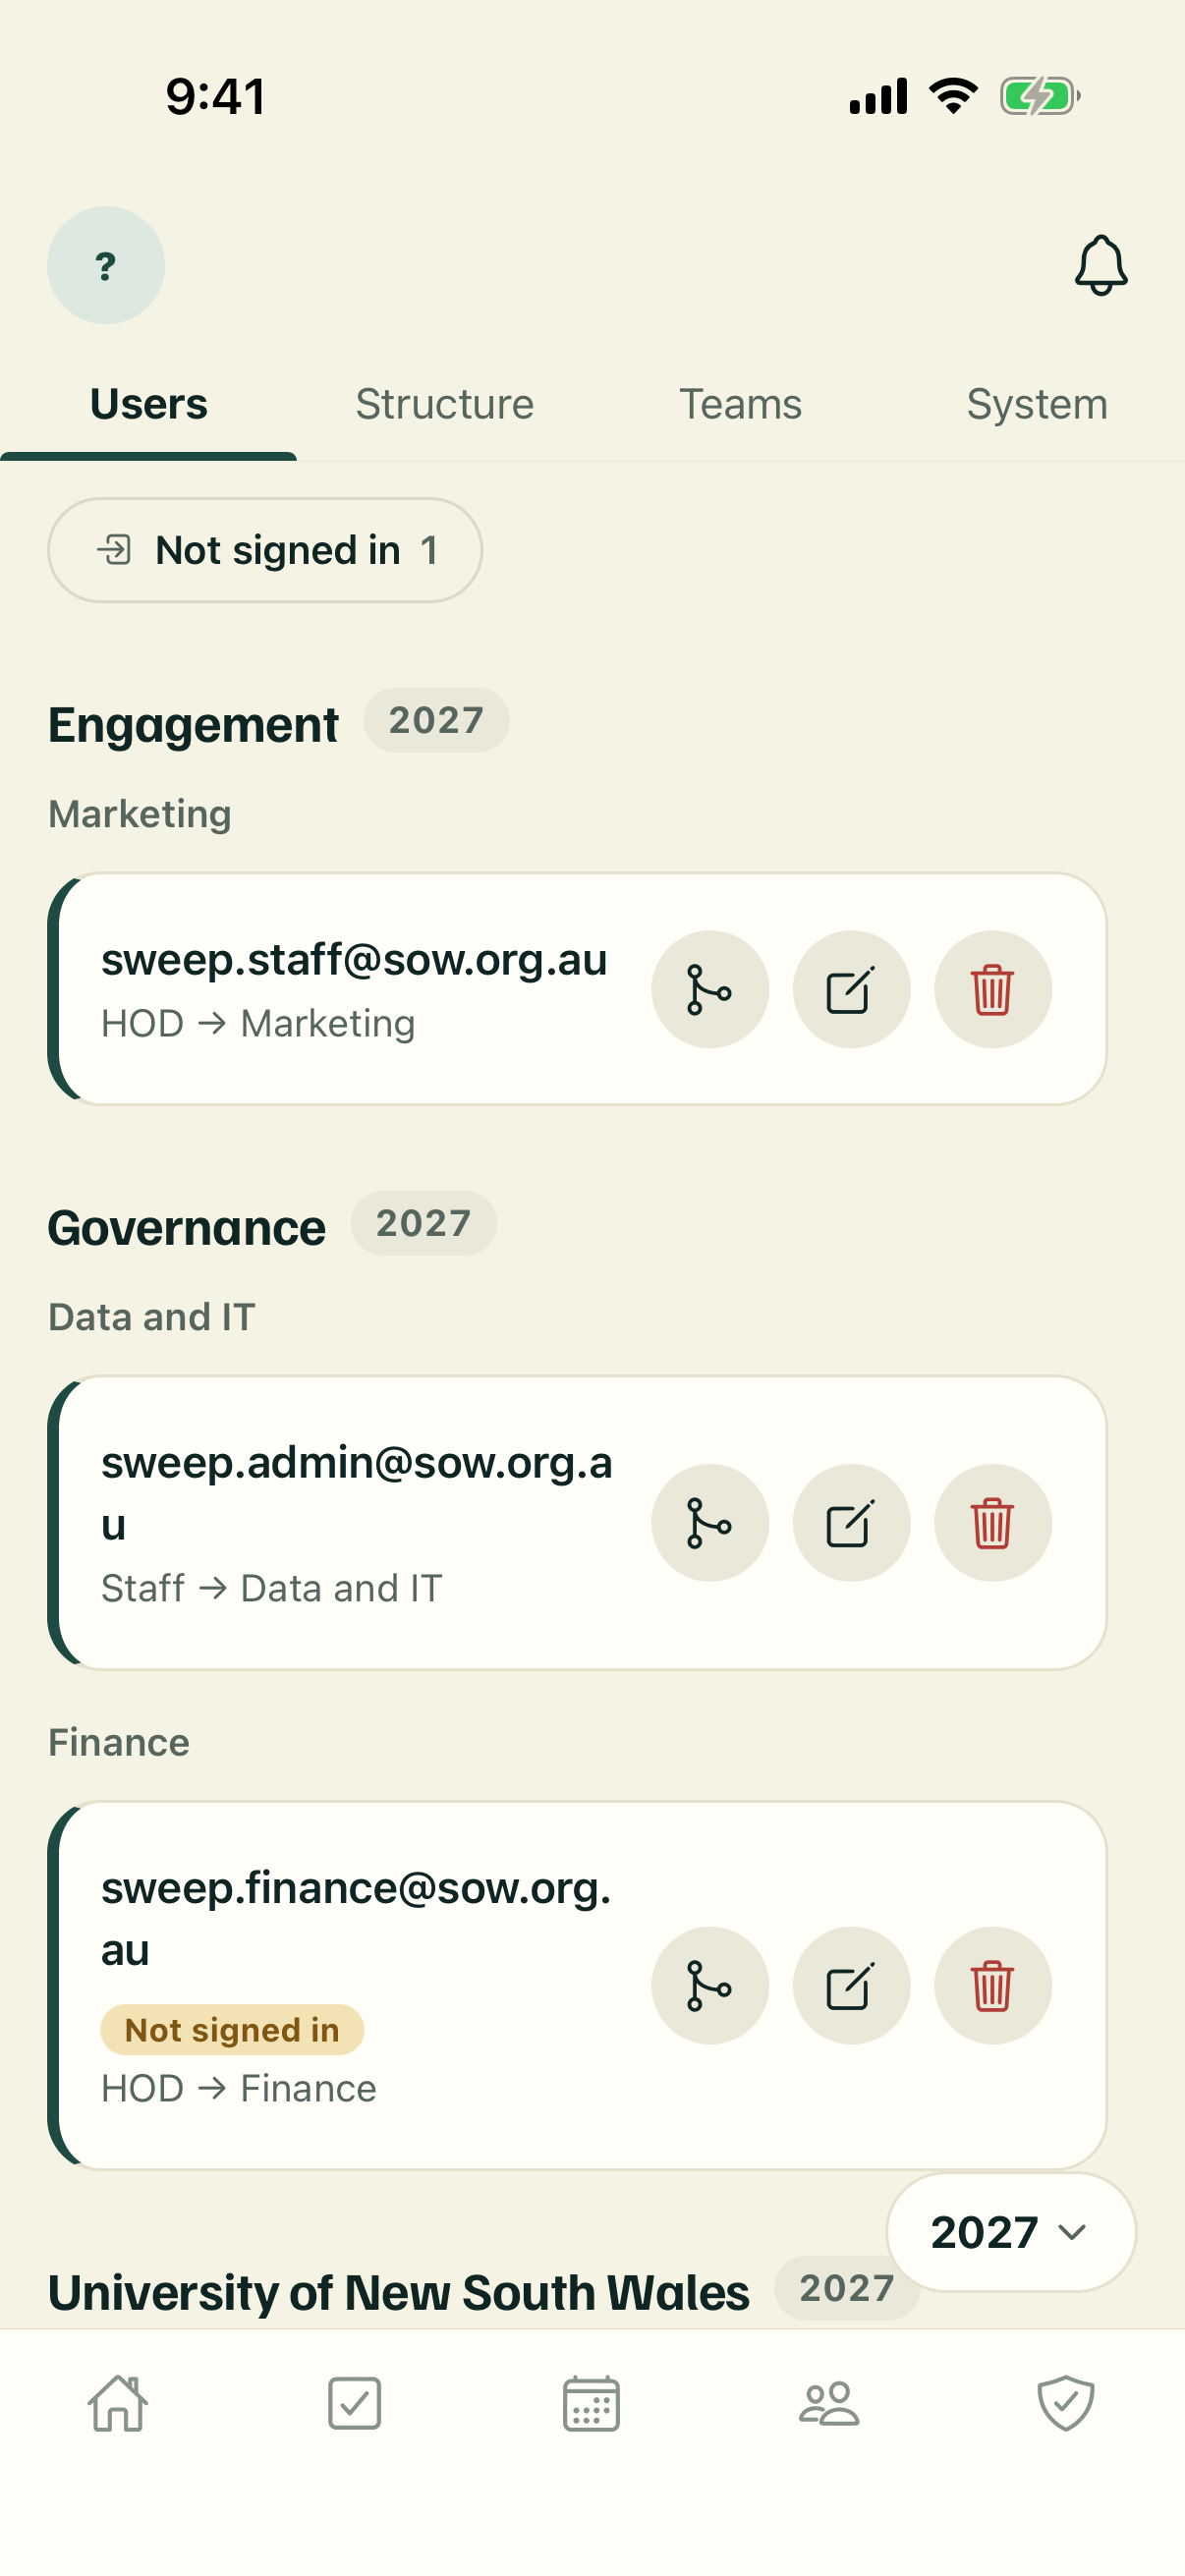 9:41
?
Users Structure Teams System
Not signed in 1
Engagement 2027
Marketing
sweep.staff@sow.org.au
HOD → Marketing
Governance 2027
Data and IT
sweep.admin@sow.org.a
u
Staff → Data and IT
Finance
sweep.finance@sow.org.
au
Not signed in
HOD → Finance
2027
University of New South Wales 2027